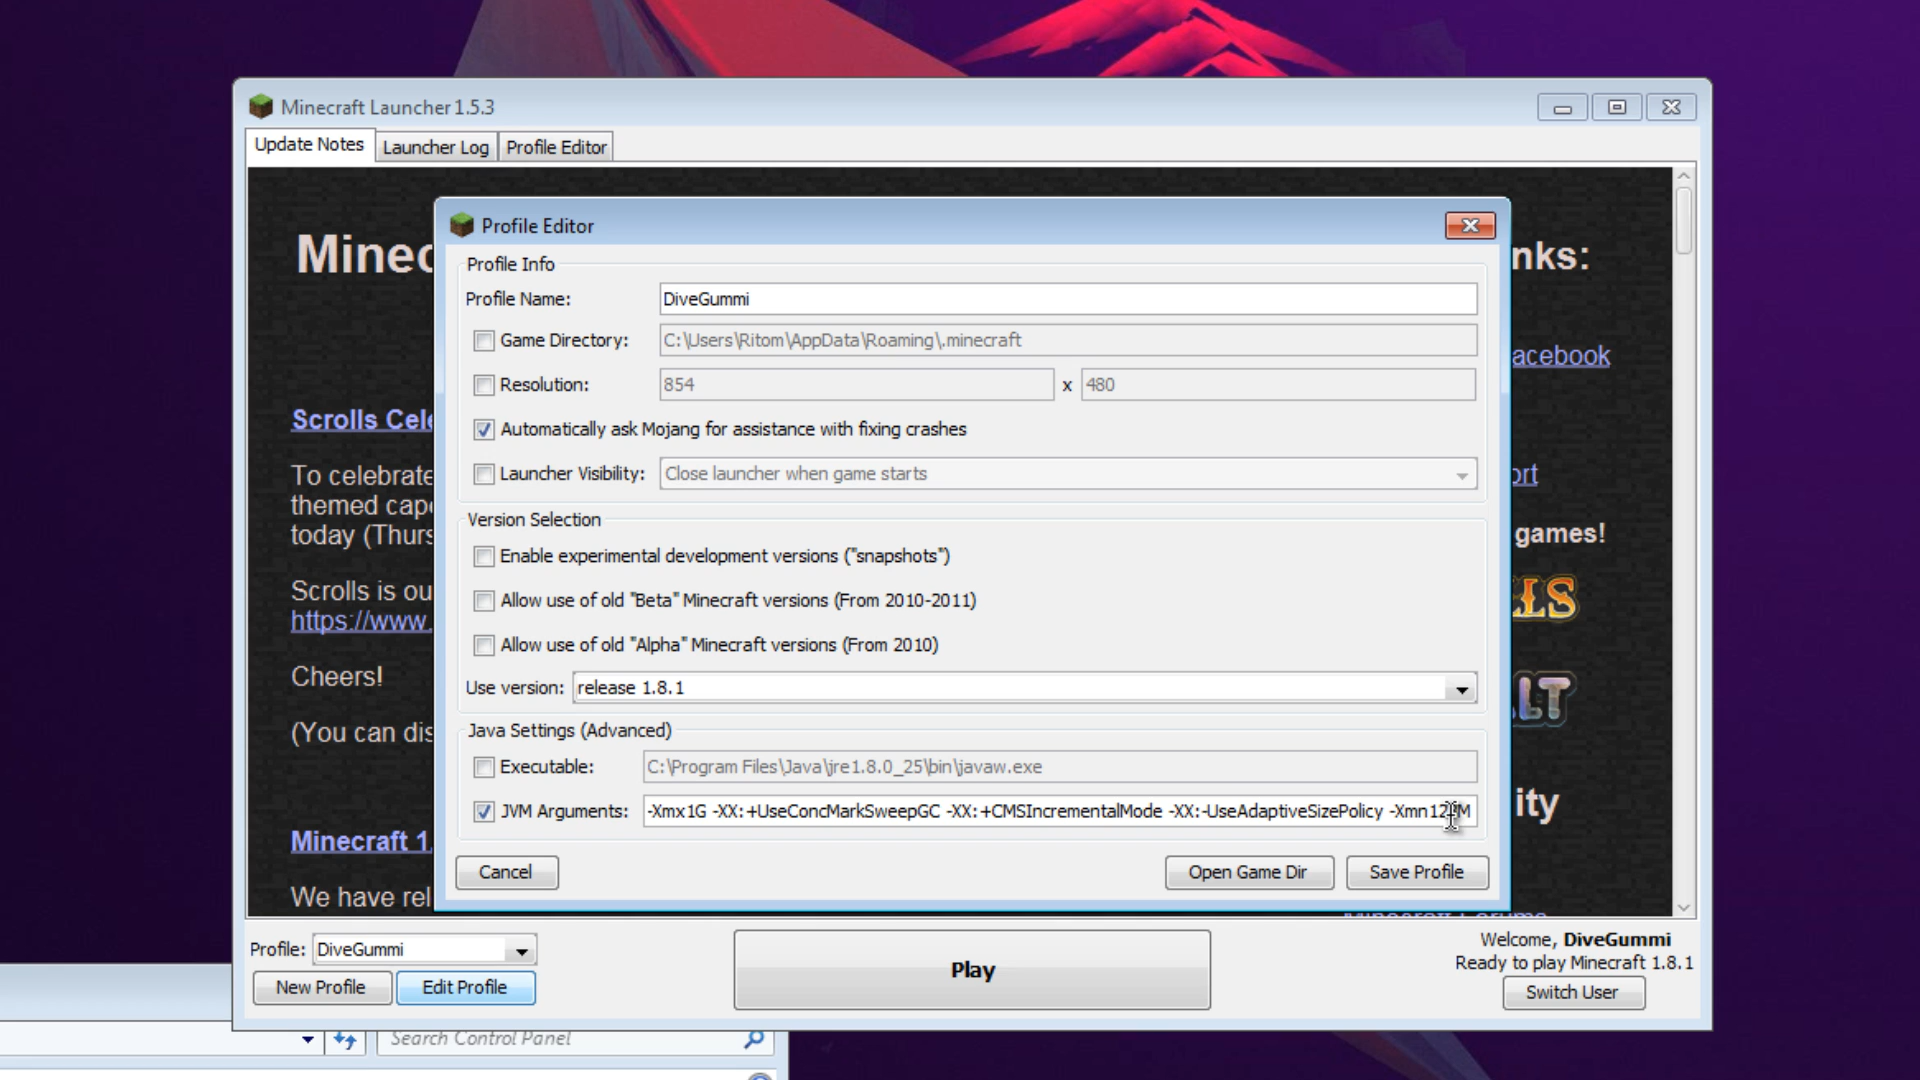 Minecraft Launcher 1.5.3
Update Notes
Launcher Log
Profile Editor
Minec
nks:
acebook
ort
games!
LLS
LT
ity
Scrolls Cele
To celebrate
themed cape
today (Thurs
Scrolls is ou
https://www.
Cheers!
(You can dis
Minecraft 1.
We have rel
Profile Editor
Profile Info
Profile Name: DiveGummi
Game Directory: C:\Users\Ritom\AppData\Roaming\.minecraft
Resolution: 854 x 480
Automatically ask Mojang for assistance with fixing crashes
Launcher Visibility: Close launcher when game starts
Version Selection
Enable experimental development versions ("snapshots")
Allow use of old "Beta" Minecraft versions (From 2010-2011)
Allow use of old "Alpha" Minecraft versions (From 2010)
Use version: release 1.8.1
Java Settings (Advanced)
Executable: C:\Program Files\Java\jre1.8.0_25\bin\javaw.exe
JVM Arguments: -Xmx1G -XX:+UseConcMarkSweepGC -XX:+CMSIncrementalMode -XX:-UseAdaptiveSizePolicy -Xmn128M
Cancel
Open Game Dir
Save Profile
Profile: DiveGummi
New Profile
Edit Profile
Play
Welcome, DiveGummi
Ready to play Minecraft 1.8.1
Switch User
Search Control Panel